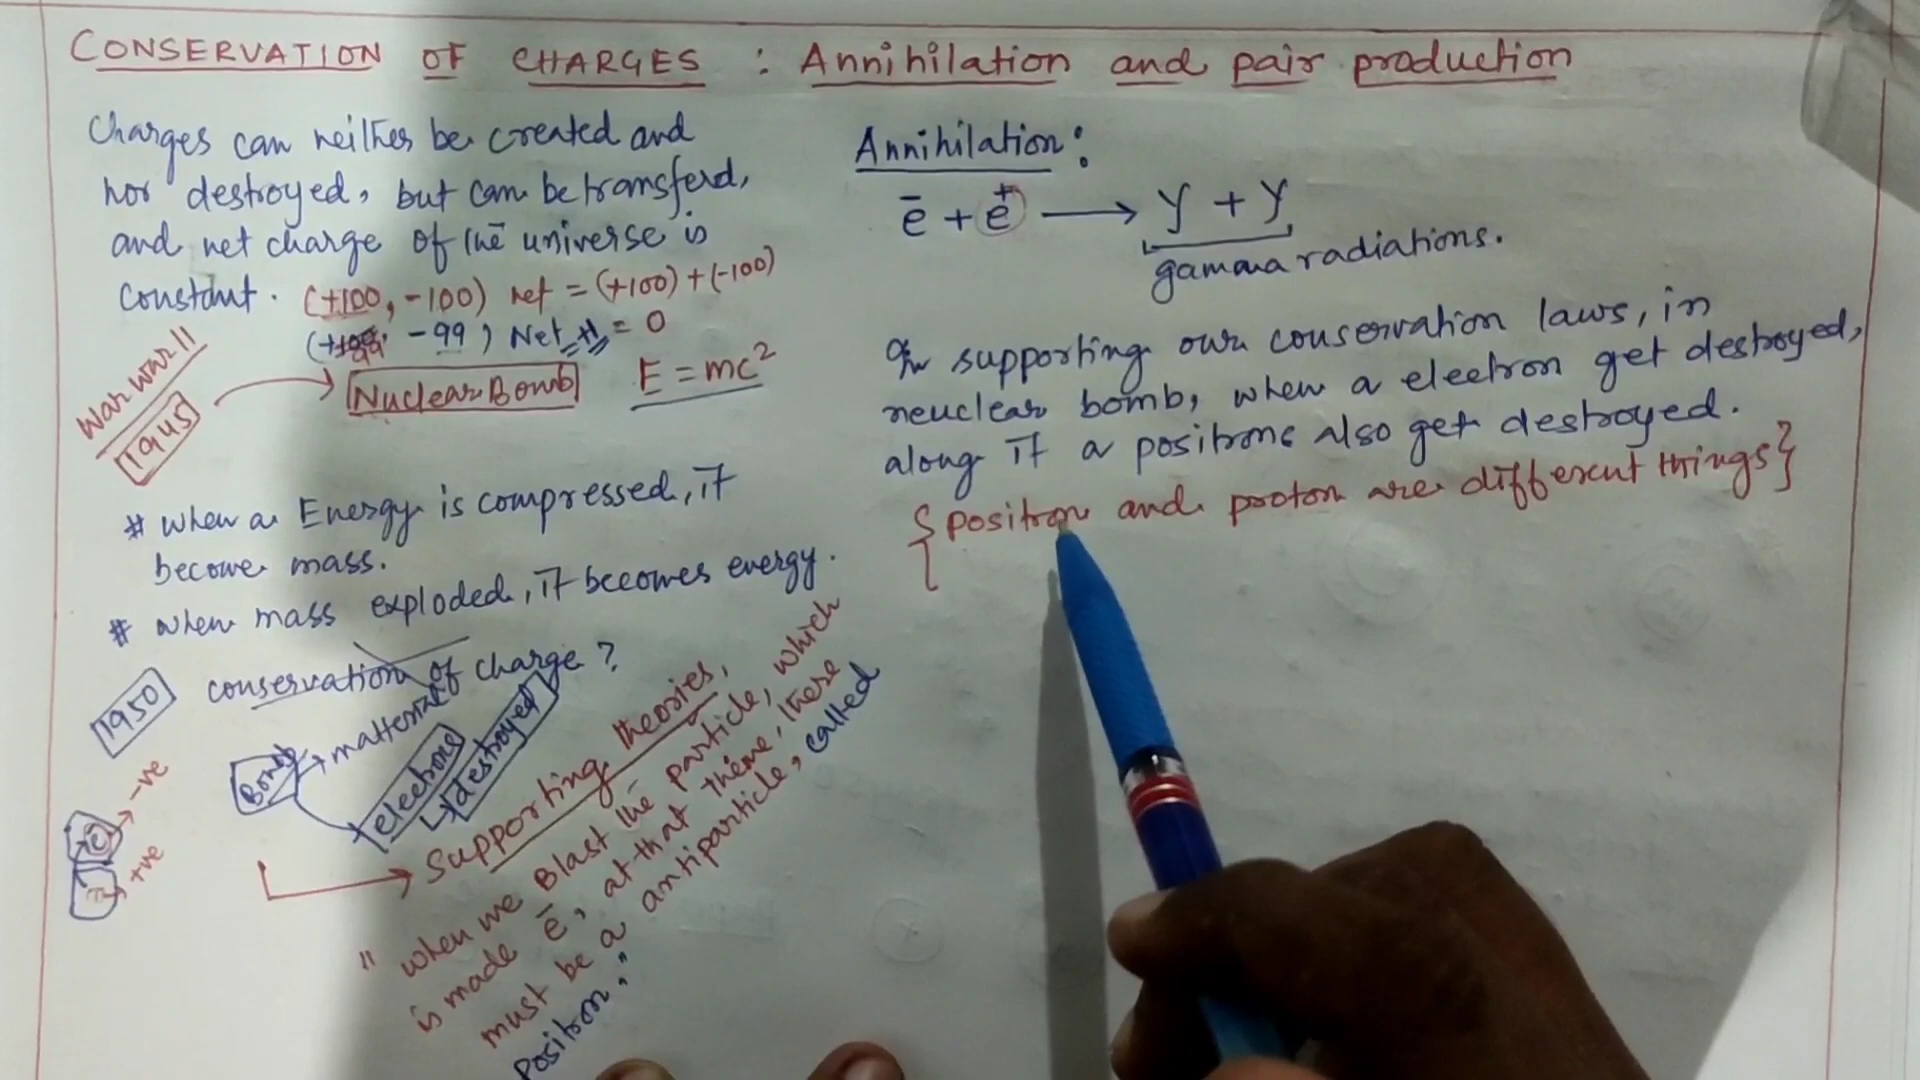 CONSERVATION OF CHARGES : Annihilation and pair production
Charges can neither be created and
nor destroyed, but can be transferd,
and net charge of the universe is
constant. (+100, -100) net = (+100) + (-100)
-99) Net +1 = 0
War War II
1945
Nuclear Bomb
E = mc²
# when a Energy is compressed, it
become mass.
# when mass exploded, it becomes energy.
1950
conservation of charge?
Bomb
electrons
destroyed
-ve
+ve
Supporting theories,
" when we Blast the particle, which
is made e̅, at that theme, there
must be a antiparticle, called
Positron."
Annihilation:
e̅ + e⁺ → γ + γ
gamma radiations.
supporting our conservation laws, in
neuclear bomb, when a electron get destroyed,
along it a positrons also get destroyed.
{ positron and proton are different things }
{